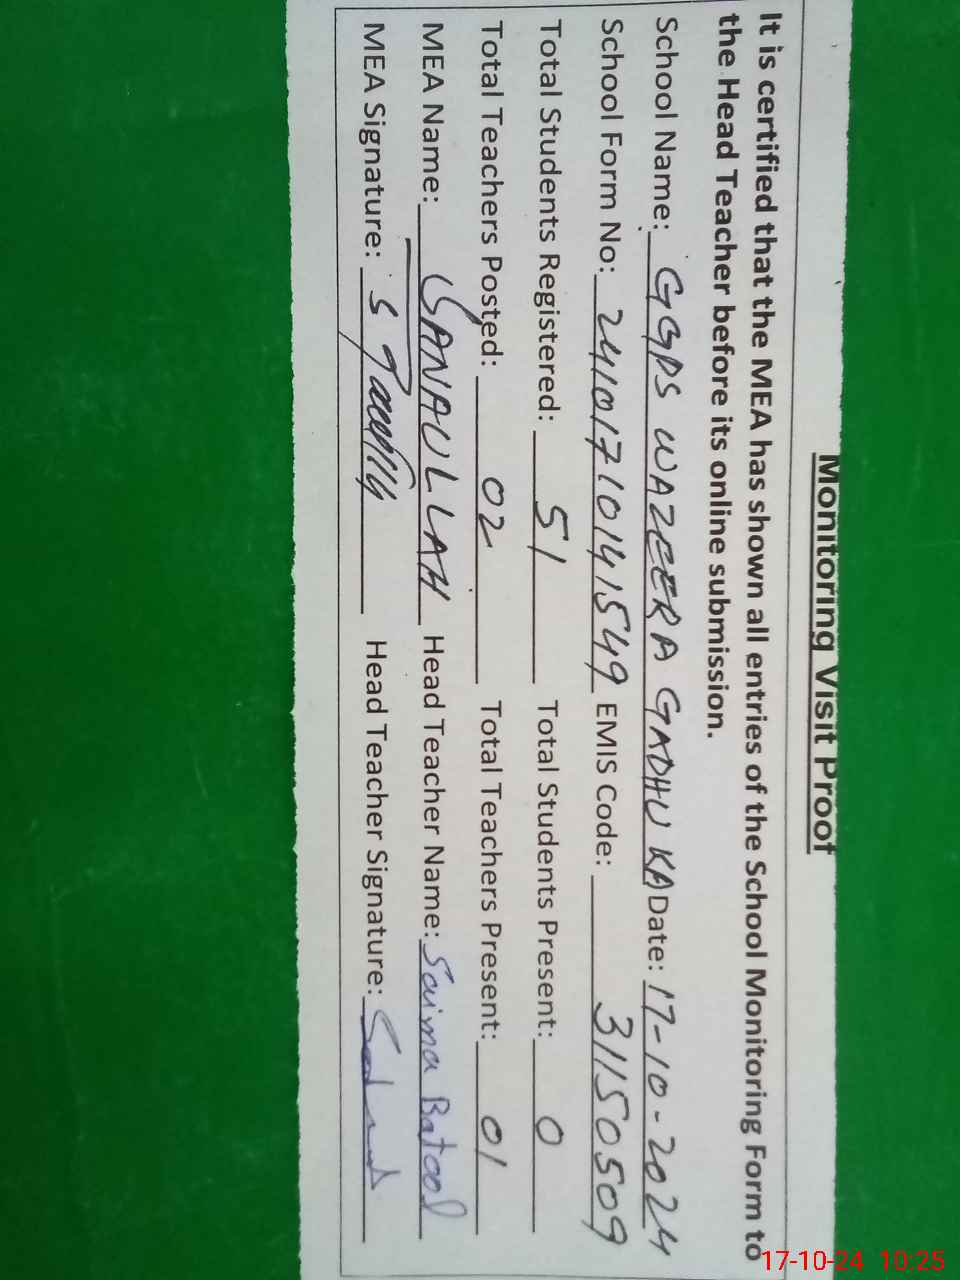 Monitoring Visit Proof
It is certified that the MEA has shown all entries of the School Monitoring Form to
the Head Teacher before its online submission.
School Name: GGPS WAZEERA GADHU KA Date: 17-10-2024
School Form No: 24101710141549 EMIS Code: 31150509
Total Students Registered: 51 Total Students Present: 0
Total Teachers Posted: 02 Total Teachers Present: 01
MEA Name: SANAULLAH Head Teacher Name: Saima Batool
MEA Signature: Head Teacher Signature:
17-10-24 10:25